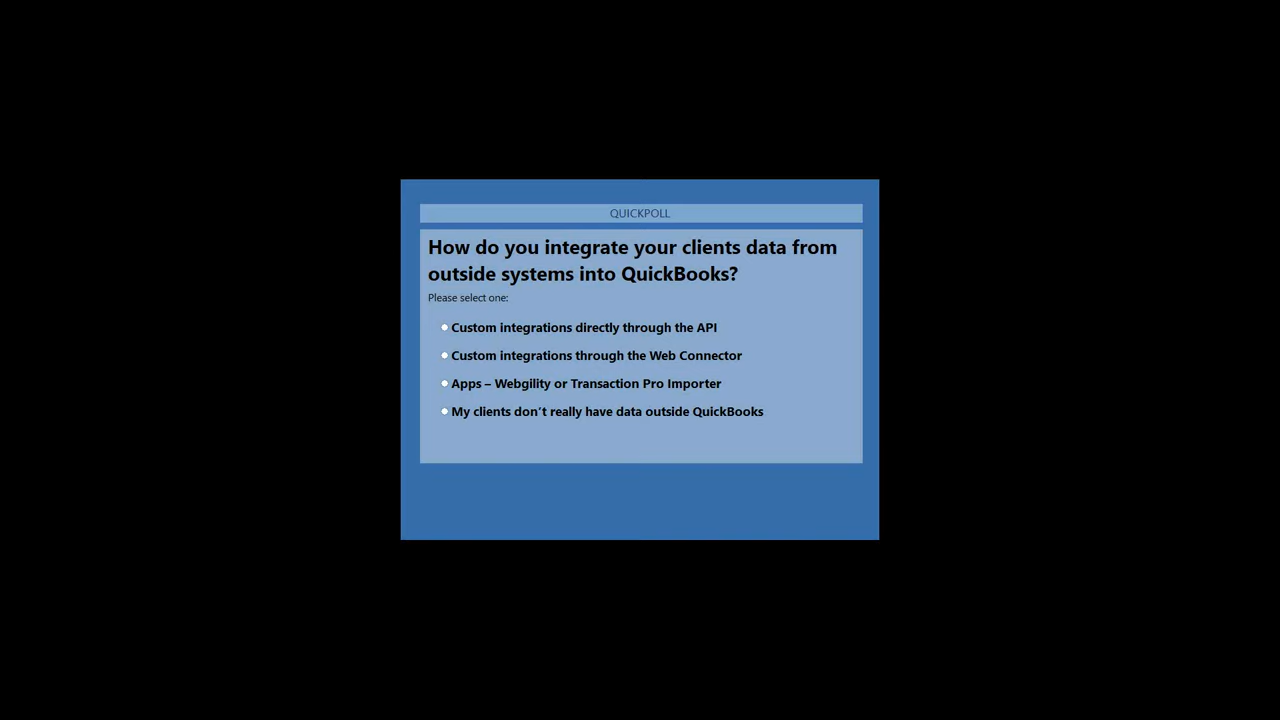 QUICKPOLL
How do you integrate your clients data from
outside systems into QuickBooks?
Please select one:
Custom integrations directly through the API
Custom integrations through the Web Connector
Apps – Webgility or Transaction Pro Importer
My clients don’t really have data outside QuickBooks